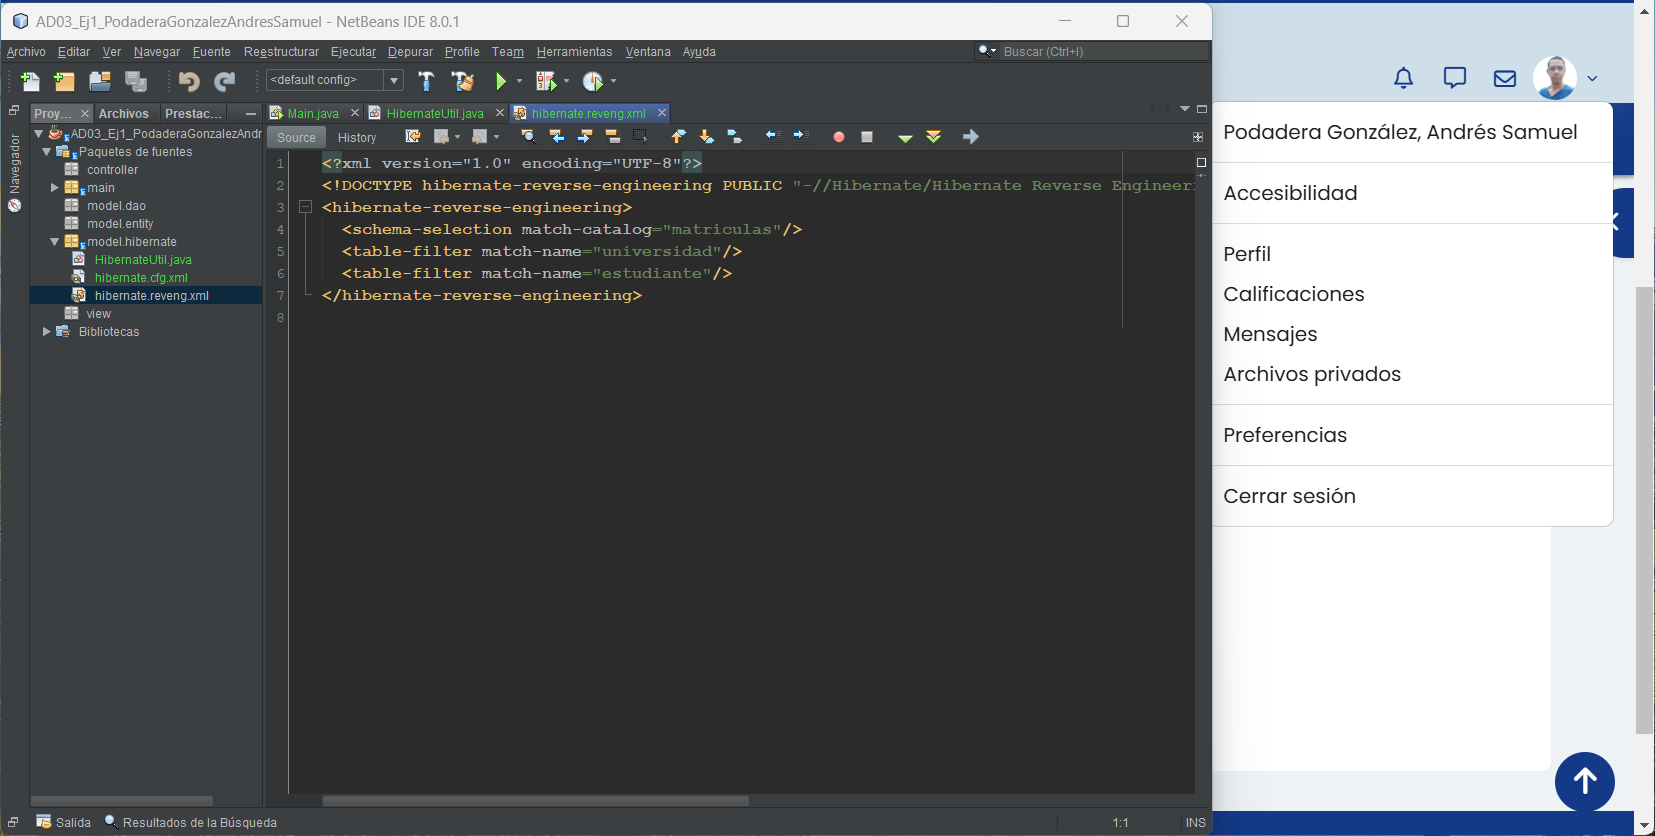 AD03_Ej1_PodaderaGonzalezAndresSamuel - NetBeans IDE 8.0.1
Archivo Editar Ver Navegar Fuente Reestructurar Ejecutar Depurar Profile Team Herramientas Ventana Ayuda
Buscar (Ctrl+I)
<default config>
Proy... Archivos Prestac...
Main.java HibernateUtil.java hibernate.reveng.xml
Source History
Navegador
AD03_Ej1_PodaderaGonzalezAndr
Paquetes de fuentes
controller
main
model.dao
model.entity
model.hibernate
HibernateUtil.java
hibernate.cfg.xml
hibernate.reveng.xml
view
Bibliotecas
1 <?xml version="1.0" encoding="UTF-8"?>
2 <!DOCTYPE hibernate-reverse-engineering PUBLIC "-//Hibernate/Hibernate Reverse Engineeri
3 <hibernate-reverse-engineering>
4 <schema-selection match-catalog="matriculas"/>
5 <table-filter match-name="universidad"/>
6 <table-filter match-name="estudiante"/>
7 </hibernate-reverse-engineering>
8
Salida Resultados de la Búsqueda
1:1 INS
Podadera González, Andrés Samuel
Accesibilidad
Perfil
Calificaciones
Mensajes
Archivos privados
Preferencias
Cerrar sesión